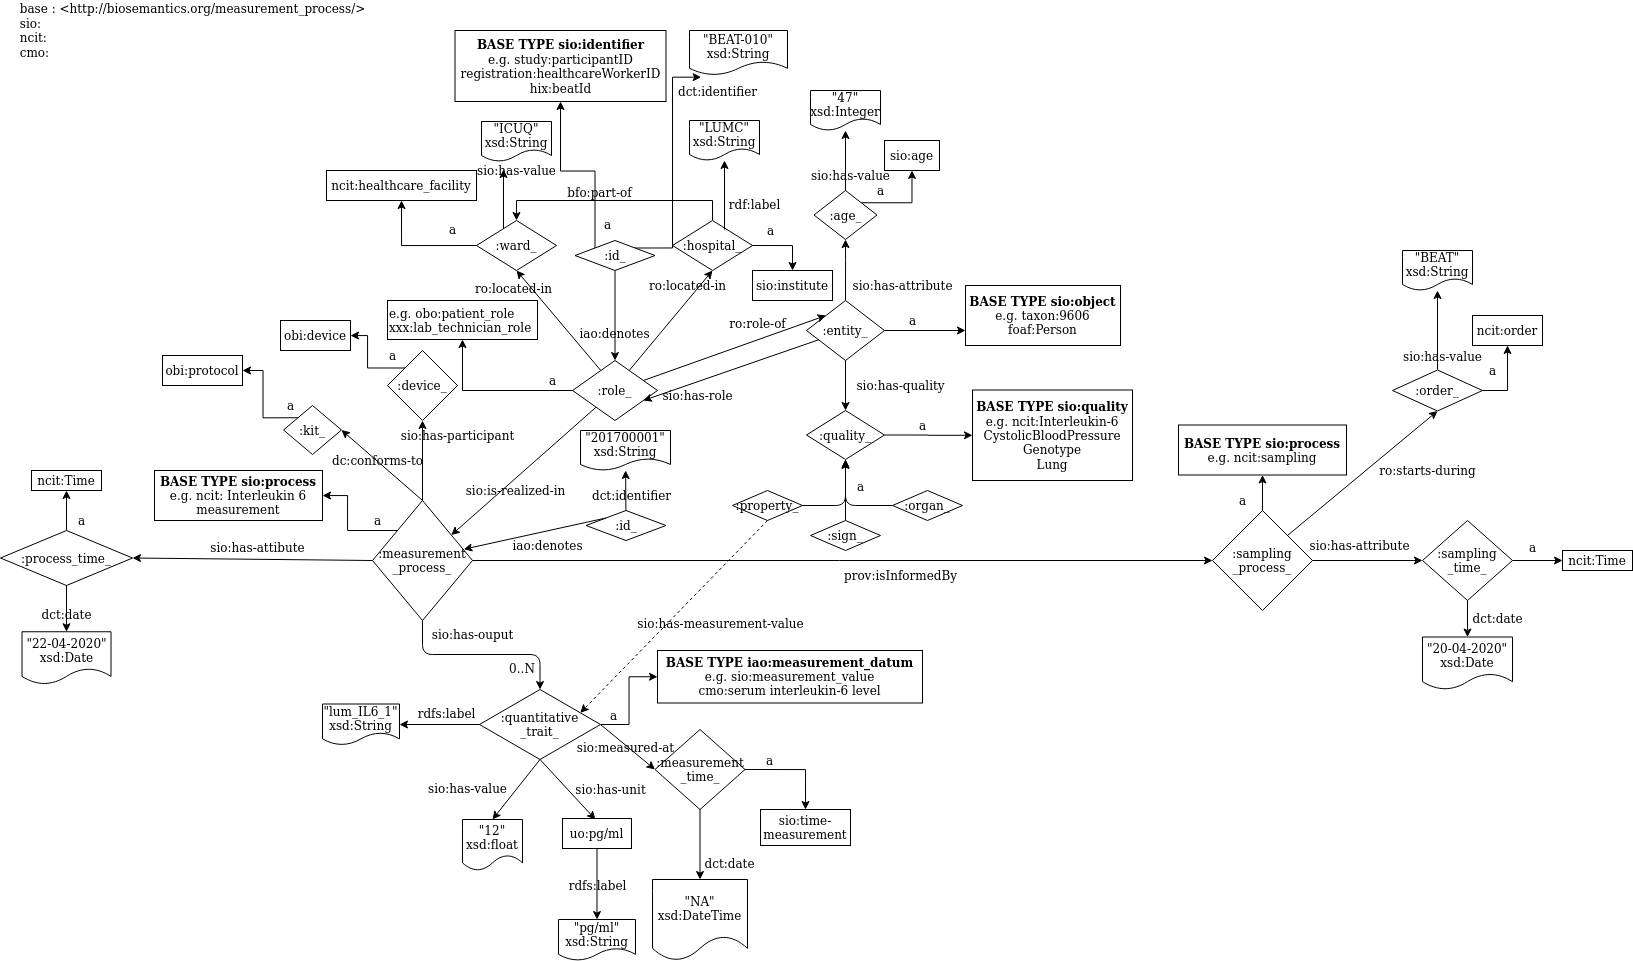 base : <http://biosemantics.org/measurement_process/>
sio:
ncit:
cmo:
BASE TYPE sio:identifier
e.g. study:participantID
registration:healthcareWorkerID
hix:beatId
"BEAT-010"
xsd:String
dct:identifier
"47"
xsd:Integer
"ICUQ"
xsd:String
"LUMC"
xsd:String
sio:age
sio:has-value
sio:has-value
a
ncit:healthcare_facility
bfo:part-of
rdf:label
:age_
a
a
a
:ward_
:id_
:hospital_
"BEAT"
xsd:String
ro:located-in
ro:located-in
sio:institute
sio:has-attribute
BASE TYPE sio:object
e.g. taxon:9606
foaf:Person
e.g. obo:patient_role
xxx:lab_technician_role
ro:role-of
:entity_
a
obi:device
iao:denotes
ncit:order
a
sio:has-value
obi:protocol
a
:device_
a
:role_
sio:has-role
sio:has-quality
a
:order_
a
:kit_
sio:has-participant
"201700001"
xsd:String
:quality_
a
BASE TYPE sio:quality
e.g. ncit:Interleukin-6
CystolicBloodPressure
Genotype
Lung
BASE TYPE sio:process
e.g. ncit:sampling
dc:conforms-to
ro:starts-during
ncit:Time
BASE TYPE sio:process
e.g. ncit: Interleukin 6
measurement
sio:is-realized-in
dct:identifier
a
:property_
:organ_
a
a
a
:id_
:sign_
sio:has-attibute
:process_time_
:measurement
_process_
iao:denotes
prov:isInformedBy
:sampling
_process_
sio:has-attribute
:sampling
_time_
a
ncit:Time
dct:date
"22-04-2020"
xsd:Date
sio:has-ouput
sio:has-measurement-value
dct:date
"20-04-2020"
xsd:Date
0..N
BASE TYPE iao:measurement_datum
e.g. sio:measurement_value
cmo:serum interleukin-6 level
"lum_IL6_1"
xsd:String
rdfs:label
:quantitative
_trait_
a
sio:measured-at
:measurement
_time_
a
sio:has-value
sio:has-unit
"12"
xsd:float
uo:pg/ml
sio:time-
measurement
dct:date
rdfs:label
"NA"
xsd:DateTime
"pg/ml"
xsd:String